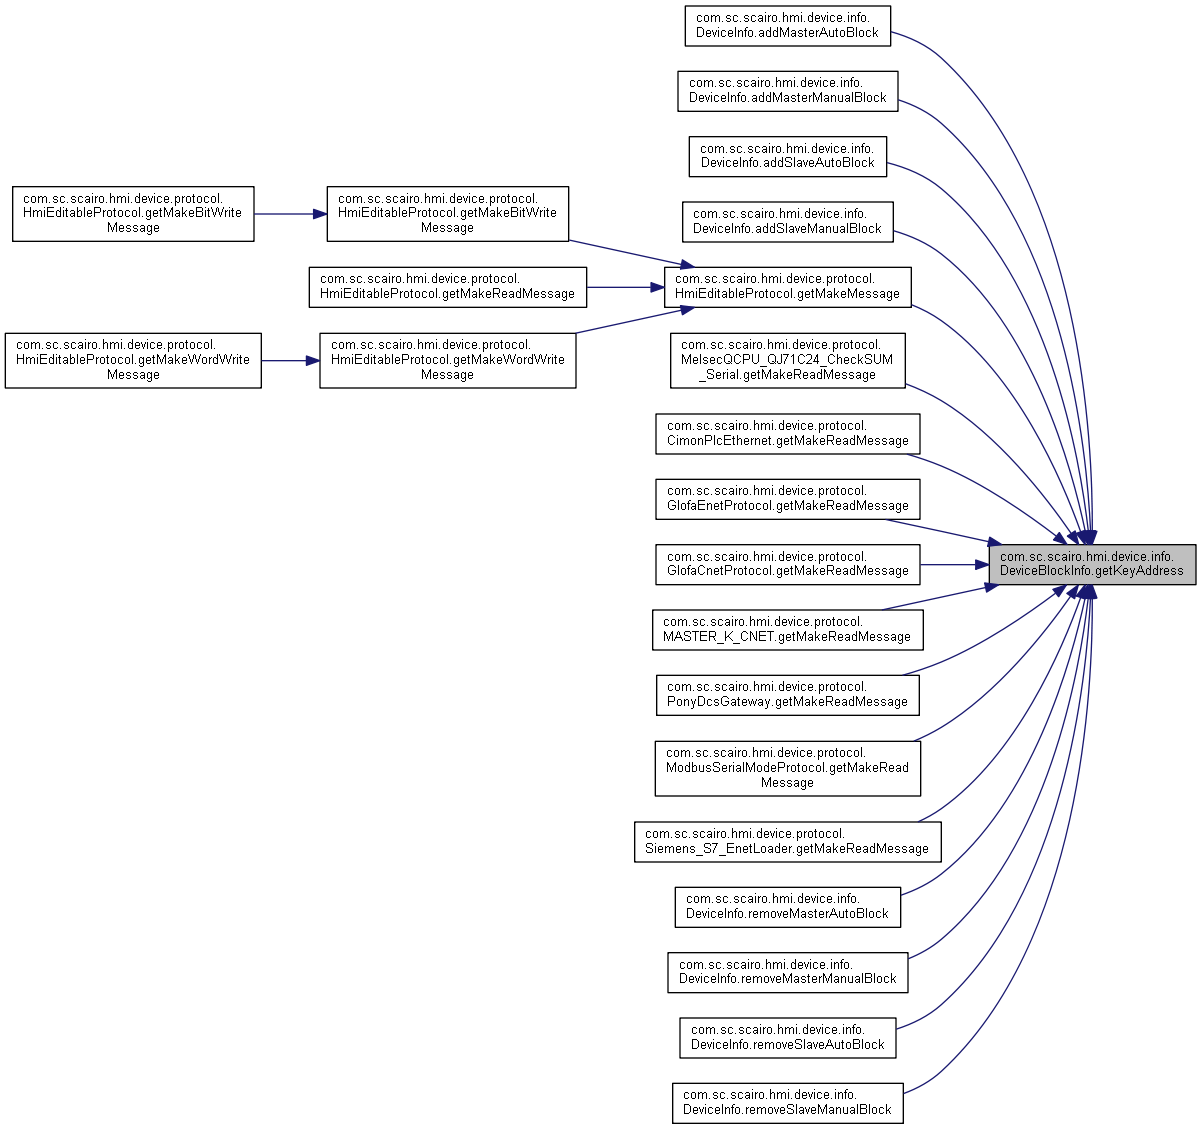 com.sc.scairo.hmi.device.info.
DeviceInfo.addMasterAutoBlock
com.sc.scairo.hmi.device.info.
DeviceInfo.addMasterManualBlock
com.sc.scairo.hmi.device.info.
DeviceInfo.addSlaveAutoBlock
com.sc.scairo.hmi.device.info.
DeviceInfo.addSlaveManualBlock
com.sc.scairo.hmi.device.protocol.
HmiEditableProtocol.getMakeBitWrite
Message
com.sc.scairo.hmi.device.protocol.
HmiEditableProtocol.getMakeBitWrite
Message
com.sc.scairo.hmi.device.protocol.
HmiEditableProtocol.getMakeReadMessage
com.sc.scairo.hmi.device.protocol.
HmiEditableProtocol.getMakeMessage
com.sc.scairo.hmi.device.protocol.
HmiEditableProtocol.getMakeWordWrite
Message
com.sc.scairo.hmi.device.protocol.
HmiEditableProtocol.getMakeWordWrite
Message
com.sc.scairo.hmi.device.protocol.
MelsecQCPU_QJ71C24_CheckSUM
_Serial.getMakeReadMessage
com.sc.scairo.hmi.device.protocol.
CimonPlcEthernet.getMakeReadMessage
com.sc.scairo.hmi.device.protocol.
GlofaEnetProtocol.getMakeReadMessage
com.sc.scairo.hmi.device.protocol.
GlofaCnetProtocol.getMakeReadMessage
com.sc.scairo.hmi.device.info.
DeviceBlockInfo.getKeyAddress
com.sc.scairo.hmi.device.protocol.
MASTER_K_CNET.getMakeReadMessage
com.sc.scairo.hmi.device.protocol.
PonyDcsGateway.getMakeReadMessage
com.sc.scairo.hmi.device.protocol.
ModbusSerialModeProtocol.getMakeRead
Message
com.sc.scairo.hmi.device.protocol.
Siemens_S7_EnetLoader.getMakeReadMessage
com.sc.scairo.hmi.device.info.
DeviceInfo.removeMasterAutoBlock
com.sc.scairo.hmi.device.info.
DeviceInfo.removeMasterManualBlock
com.sc.scairo.hmi.device.info.
DeviceInfo.removeSlaveAutoBlock
com.sc.scairo.hmi.device.info.
DeviceInfo.removeSlaveManualBlock